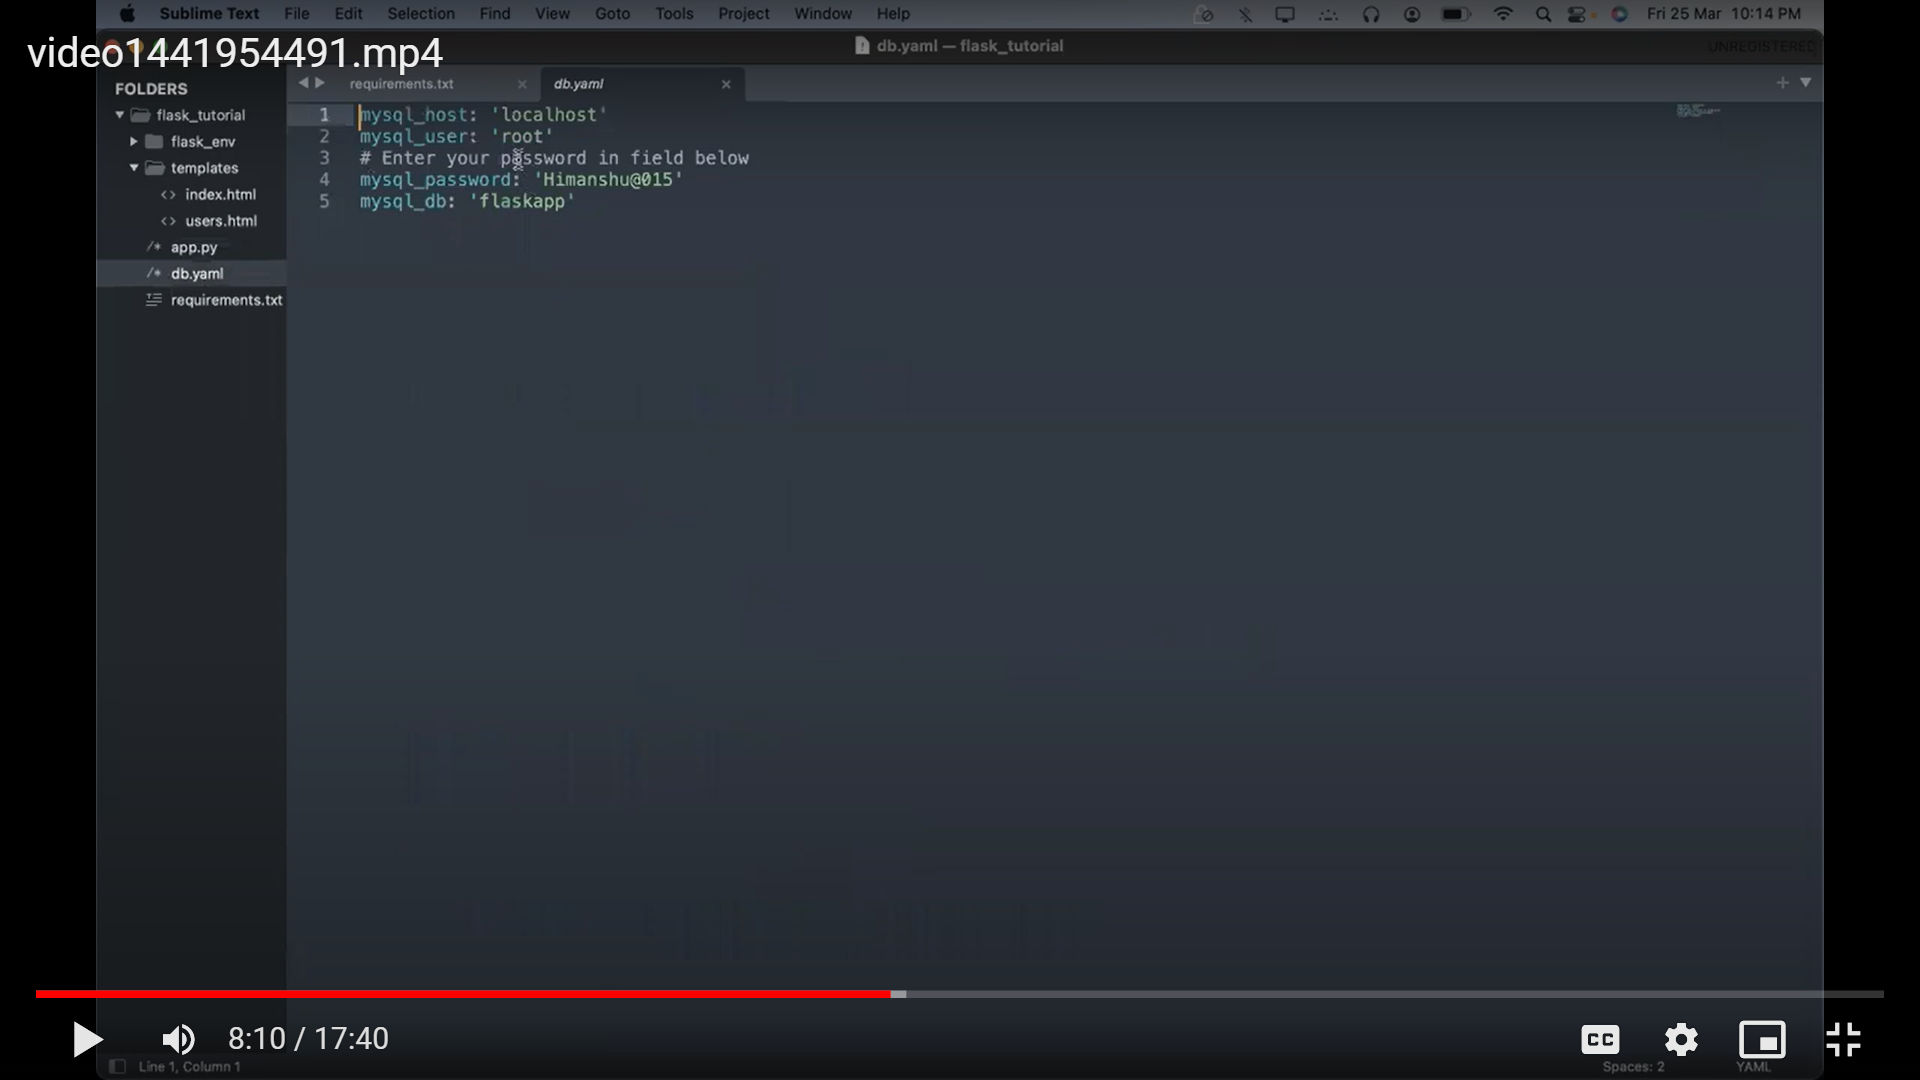 Sublime Text File Edit Selection Find View Goto Tools Project Window Help Fri 25 Mar 10:14 PM
video1441954491.mp4
db.yaml — flask_tutorial
UNREGISTERED
FOLDERS
flask_tutorial
flask_env
templates
index.html
users.html
app.py
db.yaml
requirements.txt
requirements.txt db.yaml
1 mysql_host: 'localhost'
2 mysql_user: 'root'
3 # Enter your password in field below
4 mysql_password: 'Himanshu@015'
5 mysql_db: 'flaskapp'
8:10 / 17:40
CC
Line 1, Column 1
Spaces: 2
YAML